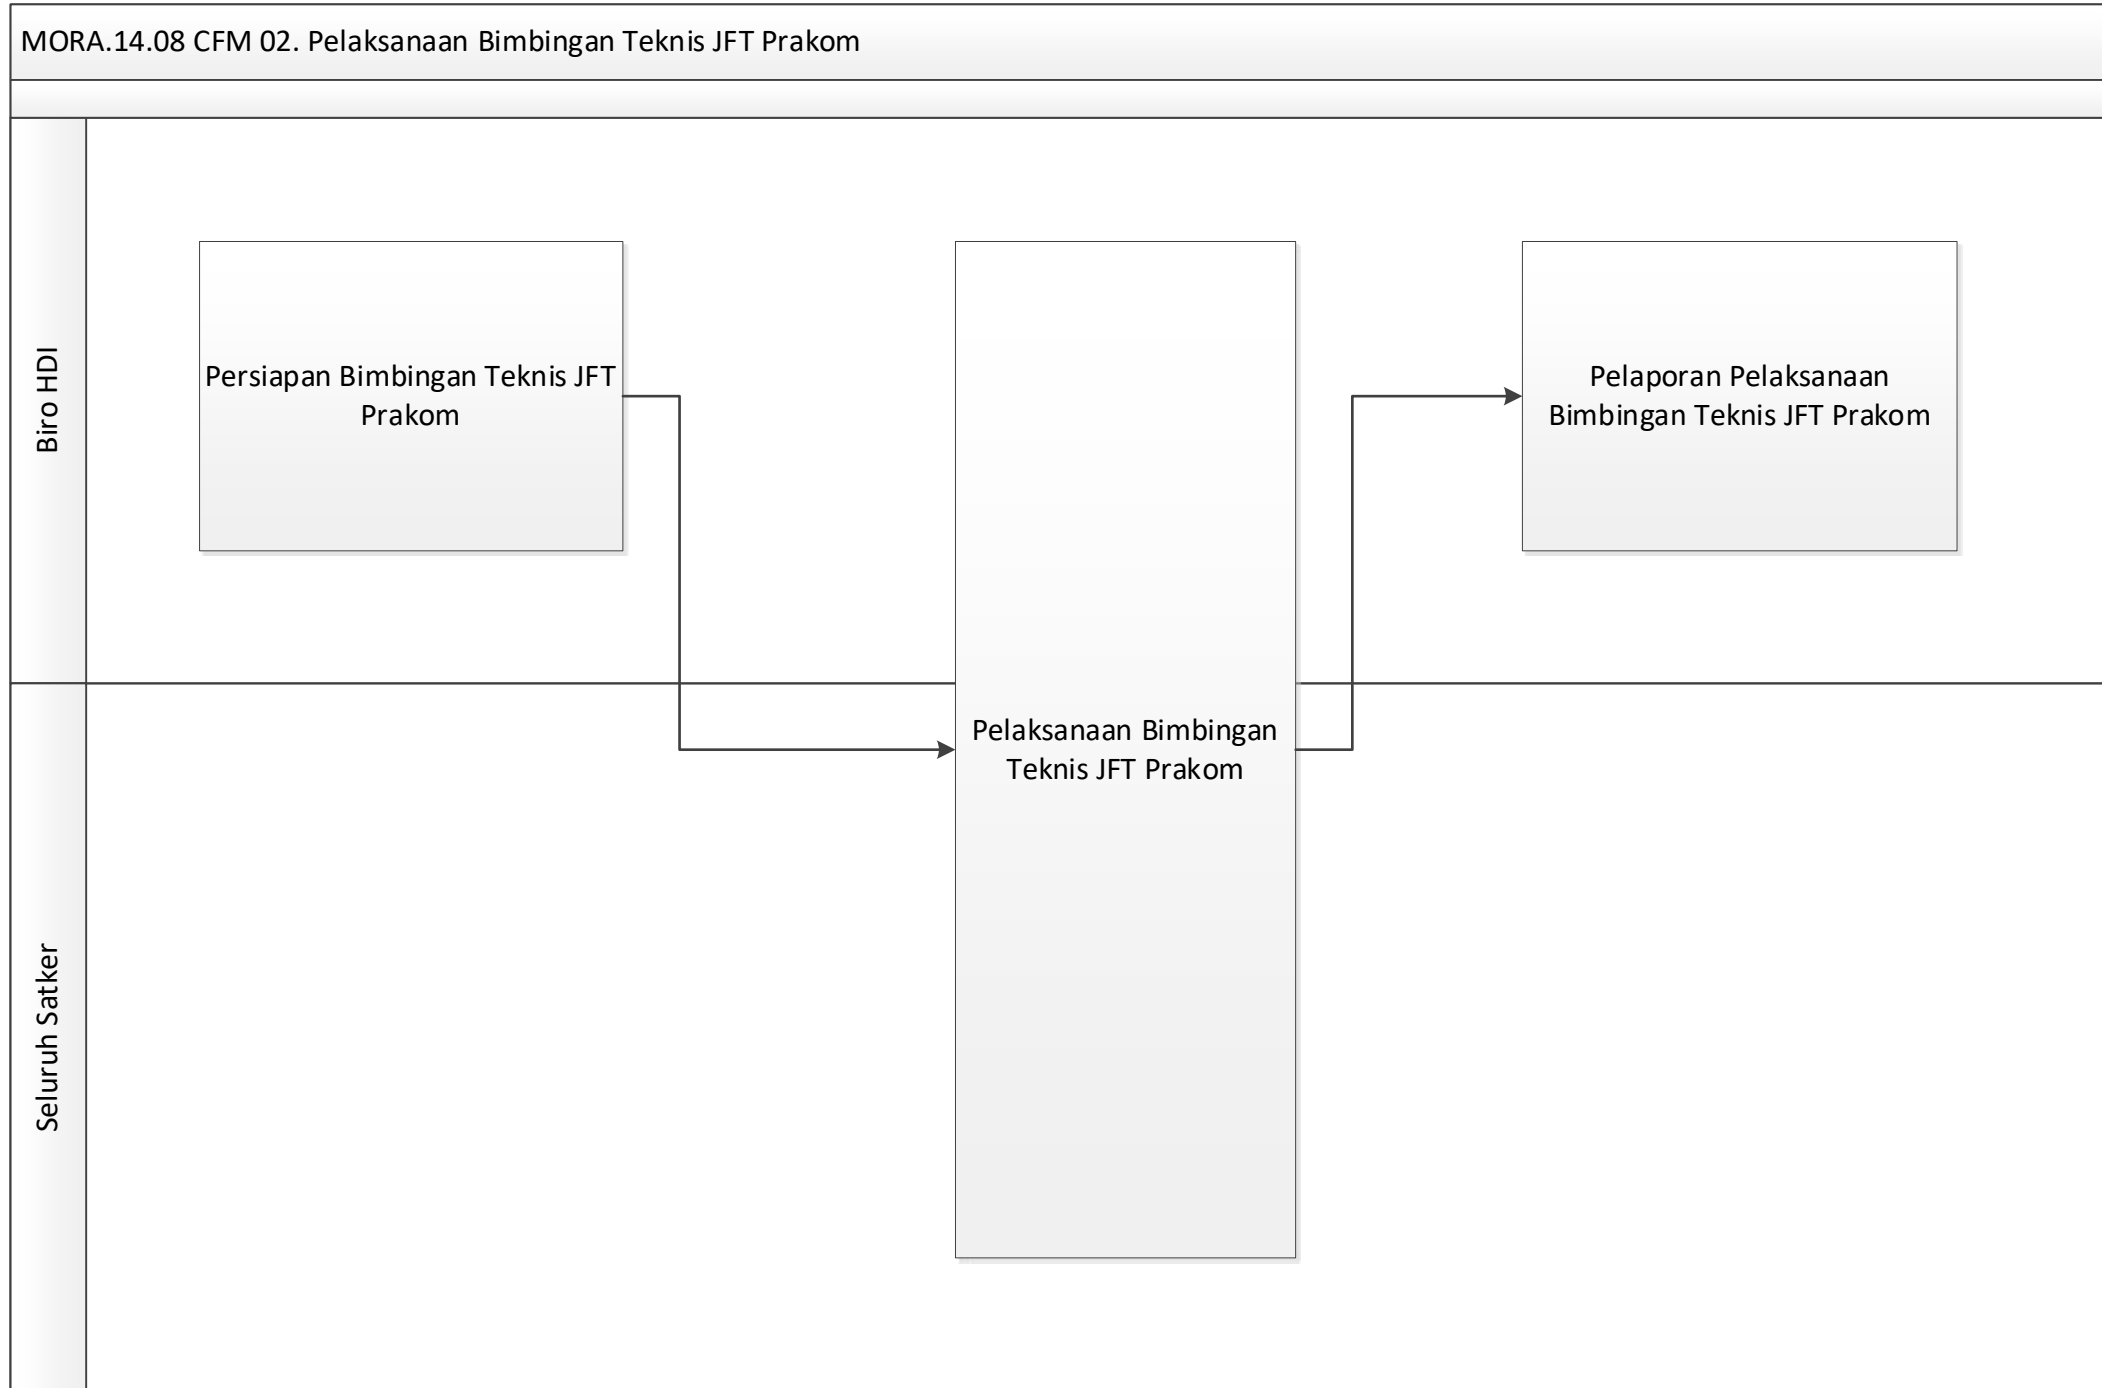 MORA.14.08 CFM 02. Pelaksanaan Bimbingan Teknis JFT Prakom
Biro HDI
Persiapan Bimbingan Teknis JFT
Prakom
Pelaporan Pelaksanaan
Bimbingan Teknis JFT Prakom
Pelaksanaan Bimbingan
Teknis JFT Prakom
Seluruh Satker